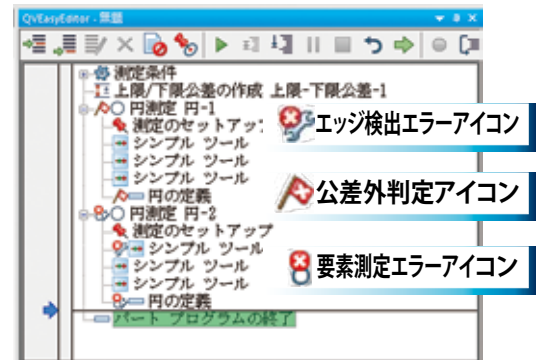 QVEasyEditor - 無題
測定条件
上限/下限公差の作成 上限-下限公差-1
円測定 円-1
測定のセットアップ
シンプル ツール
シンプル ツール
シンプル ツール
円の定義
円測定 円-2
測定のセットアップ
シンプル ツール
シンプル ツール
シンプル ツール
円の定義
パート プログラムの終了
エッジ検出エラーアイコン
公差外判定アイコン
要素測定エラーアイコン